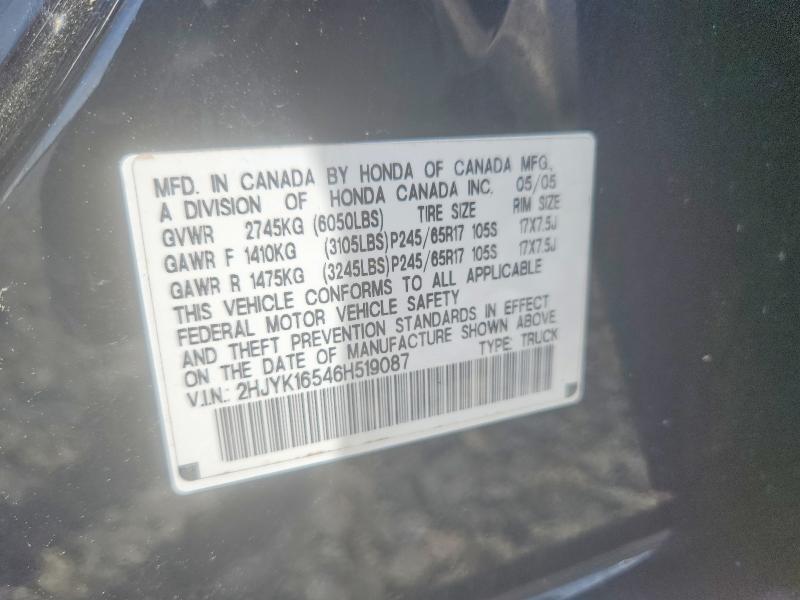 MFD. IN CANADA BY HONDA OF CANADA MFG.,
A DIVISION OF HONDA CANADA INC. 05/05
GVWR 2745KG (6050LBS) TIRE SIZE RIM SIZE
GAWR F 1410KG (3105LBS) P245/65R17 105S 17X7.5J
GAWR R 1475KG (3245LBS) P245/65R17 105S 17X7.5J
THIS VEHICLE CONFORMS TO ALL APPLICABLE
FEDERAL MOTOR VEHICLE SAFETY
AND THEFT PREVENTION STANDARDS IN EFFECT
ON THE DATE OF MANUFACTURE SHOWN ABOVE
V.I.N.: 2HJYK16546H519087 TYPE: TRUCK